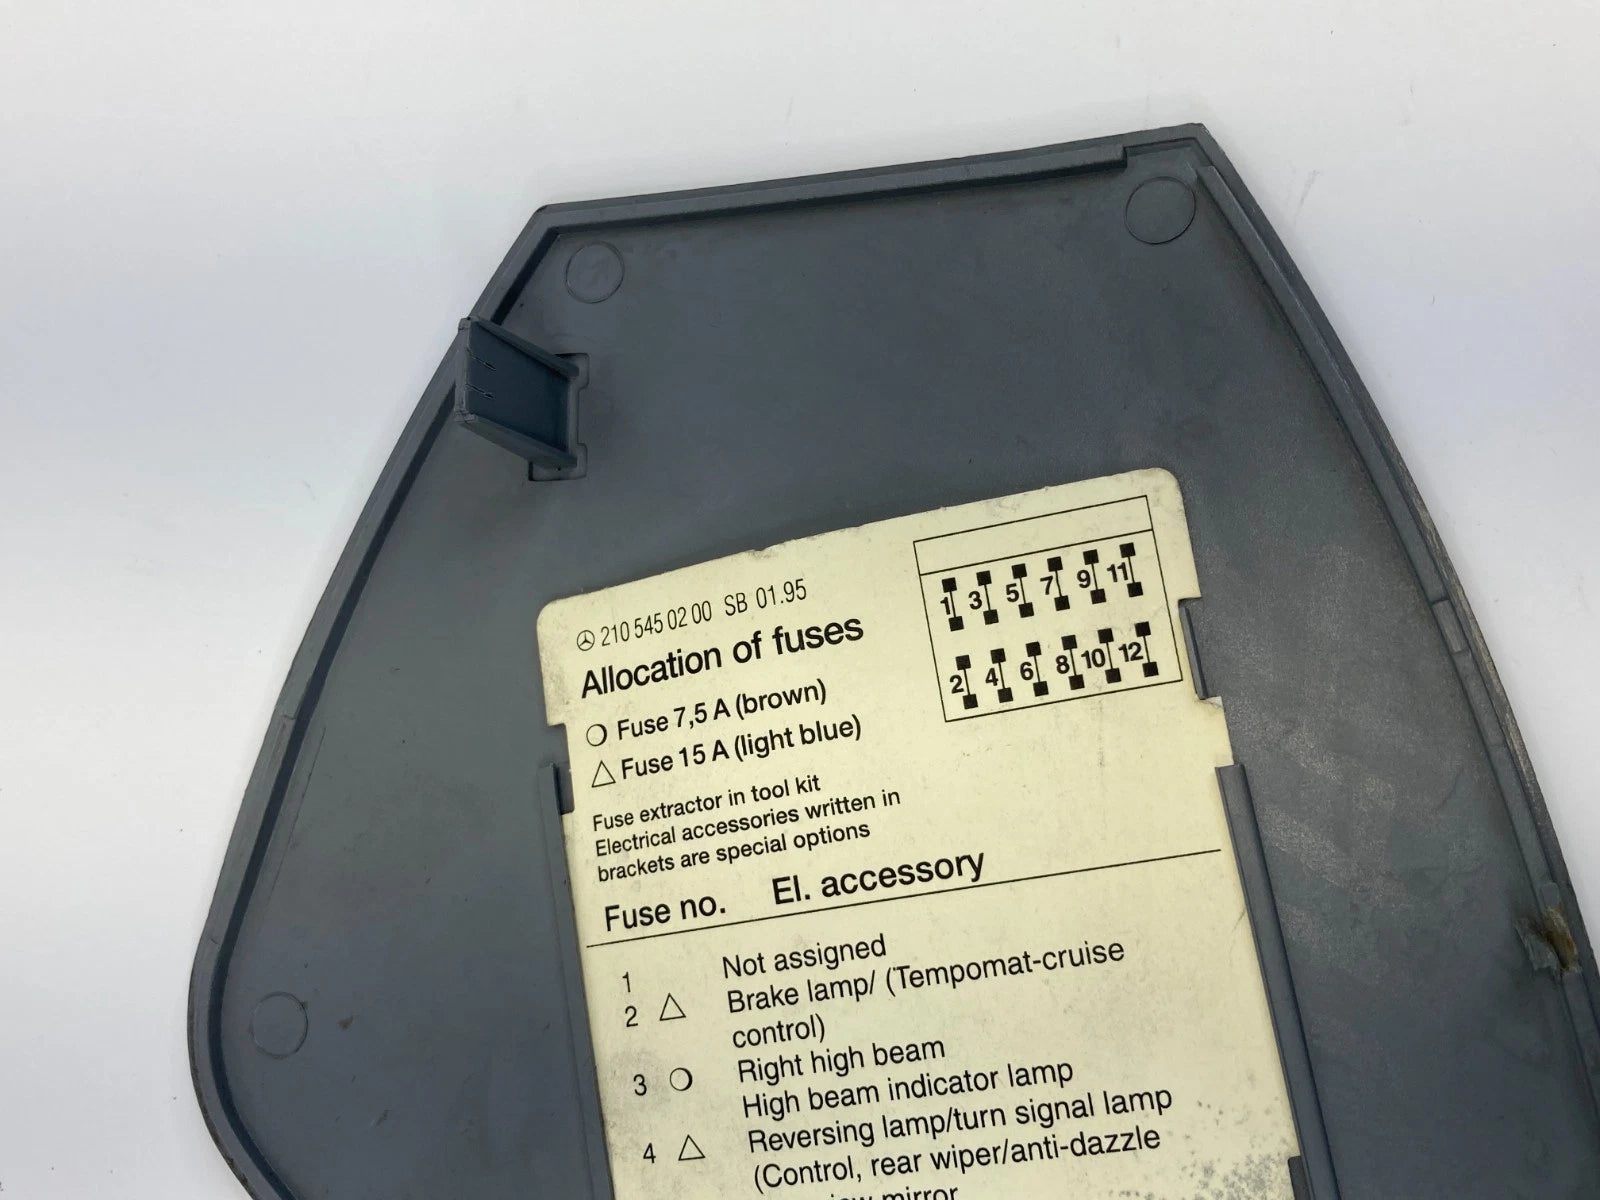 210 545 02 00 SB 01.95
Allocation of fuses
Fuse 7,5 A (brown)
Fuse 15 A (light blue)
Fuse extractor in tool kit
Electrical accessories written in
brackets are special options
1 3 5 7 9 11
2 4 6 8 10 12
Fuse no. El. accessory
1 Not assigned
2 Brake lamp/ (Tempomat-cruise
control)
3 Right high beam
High beam indicator lamp
4 Reversing lamp/turn signal lamp
(Control, rear wiper/anti-dazzle
mirror